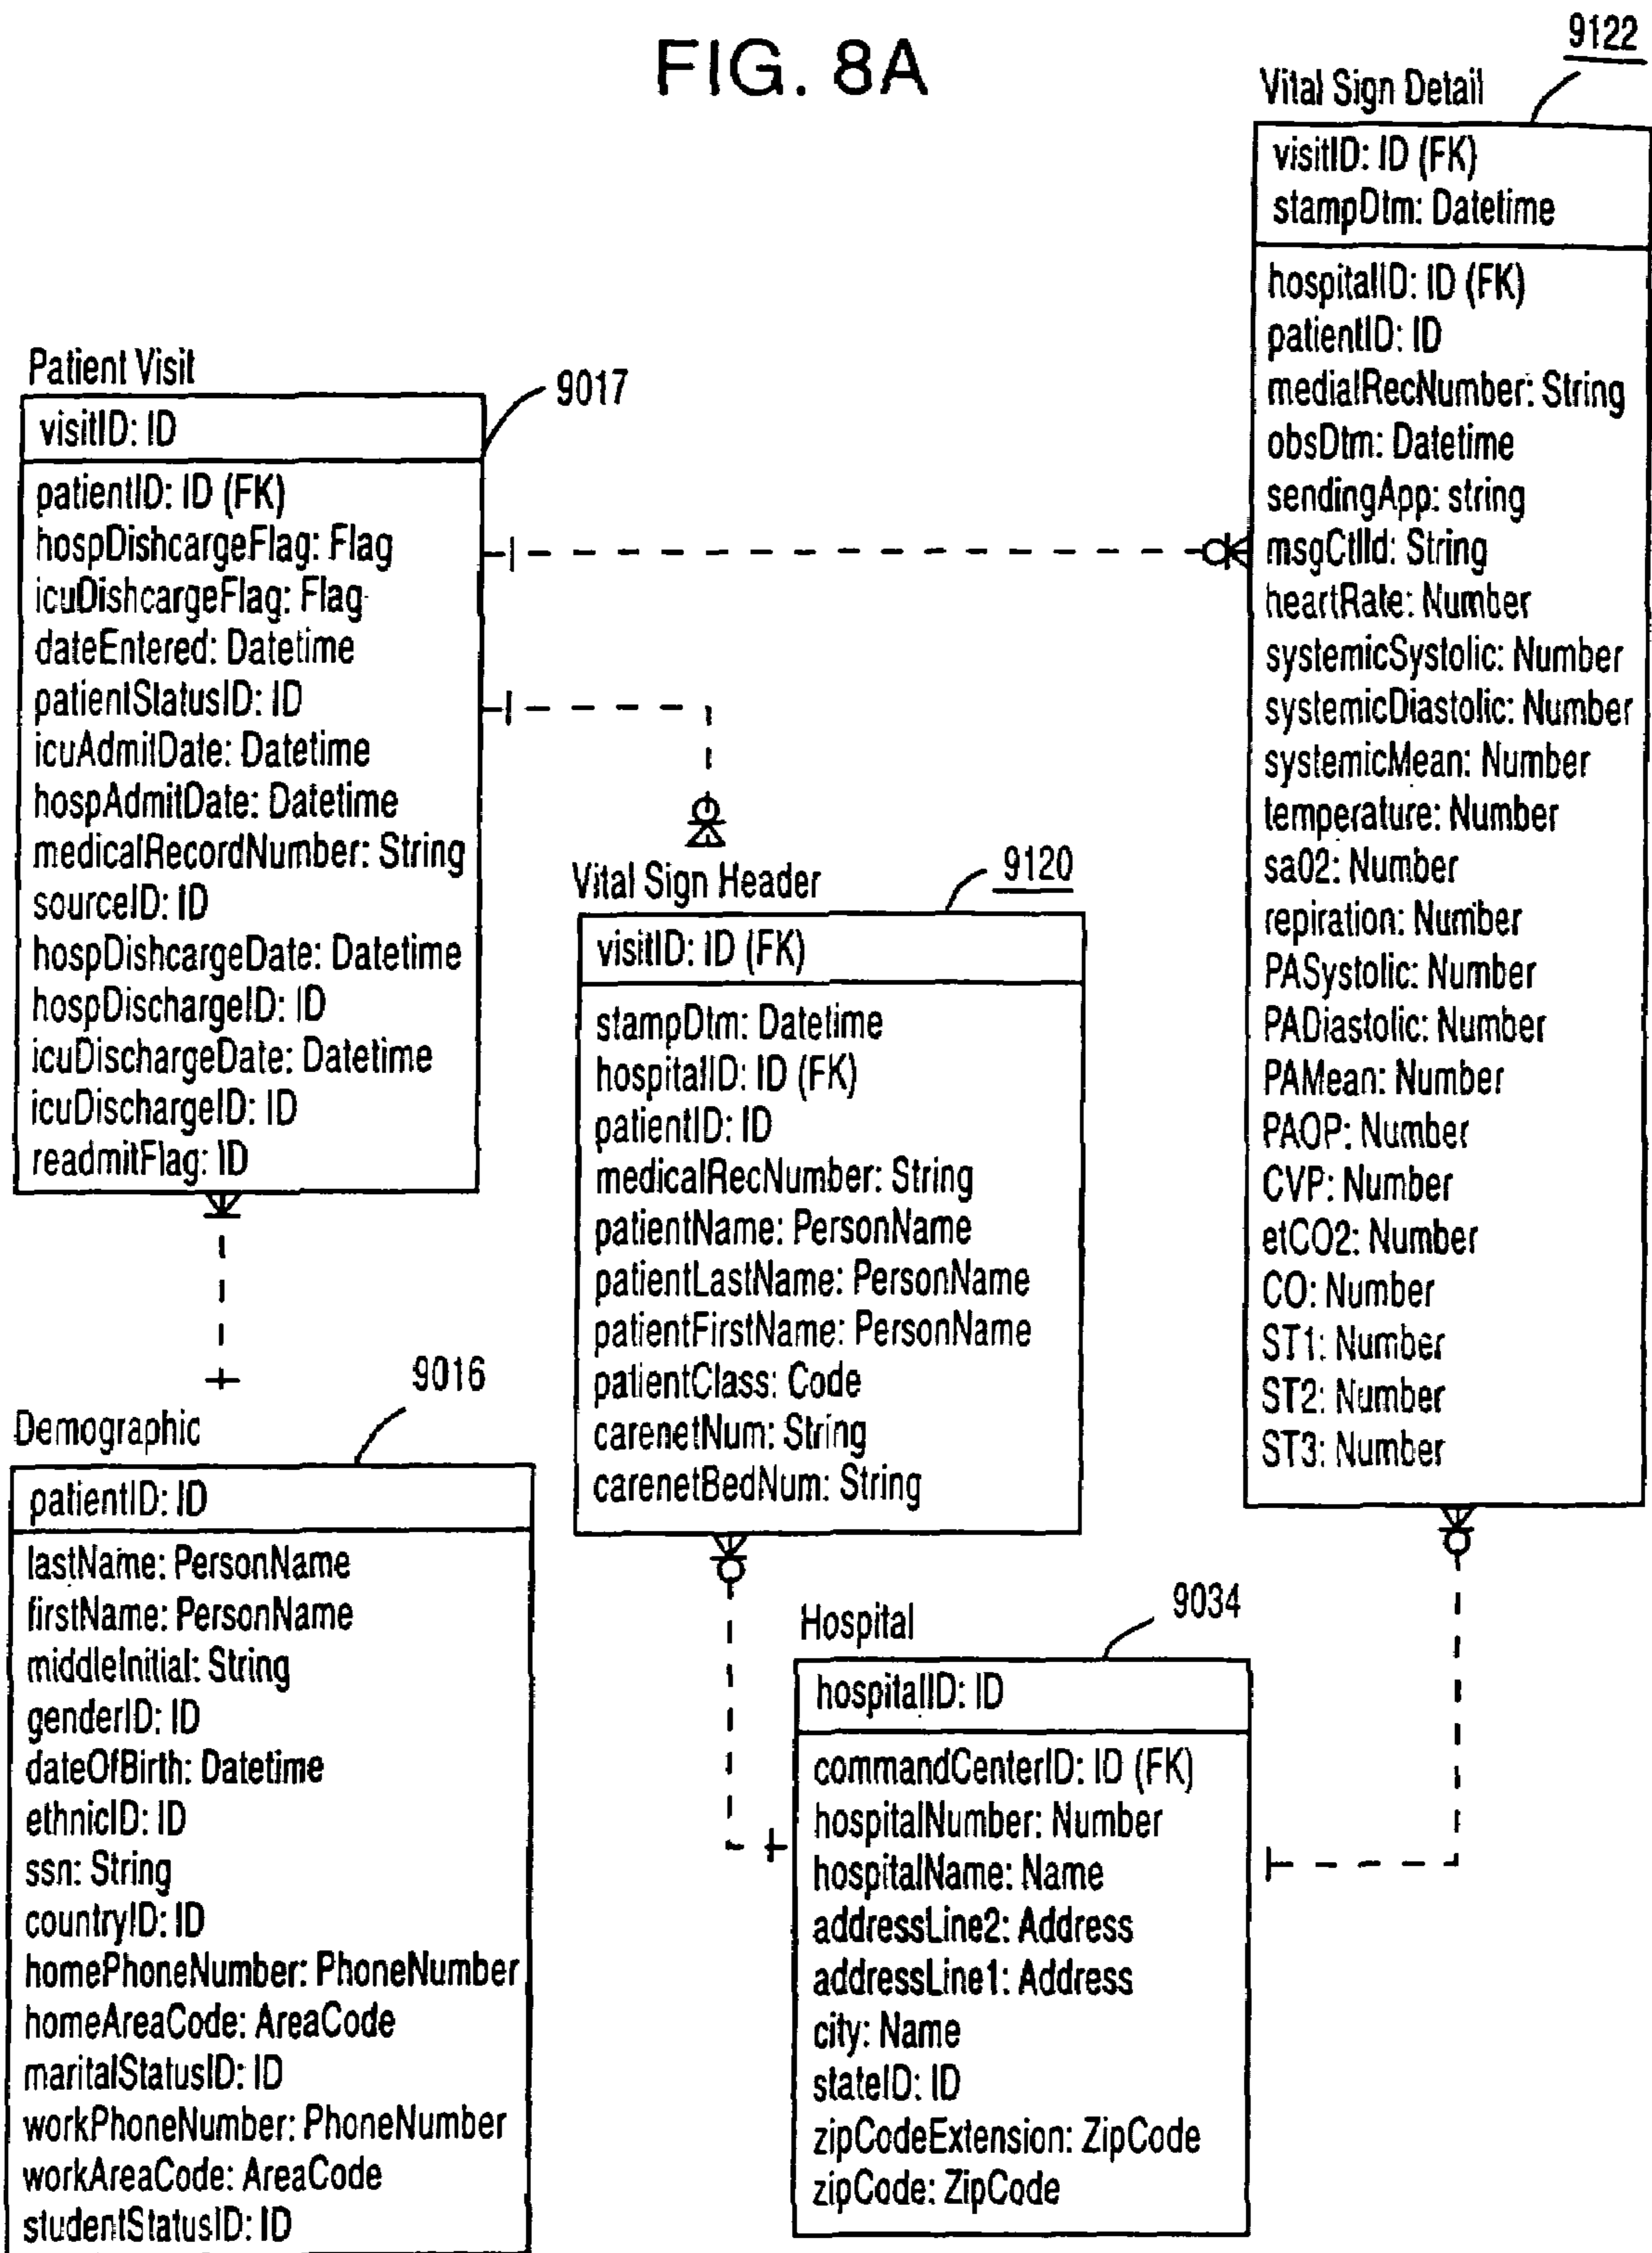 FIG. 8A
9122
Vital Sign Detail
visitID: ID (FK)
stampDtm: Datetime
hospitalID: ID (FK)
patientID: ID
medialRecNumber: String
obsDtm: Datetime
sendingApp: string
msgCtlId: String
heartRate: Number
systemicSystolic: Number
systemicDiastolic: Number
systemicMean: Number
temperature: Number
sa02: Number
repiration: Number
PASystolic: Number
PADiastolic: Number
PAMean: Number
PAOP: Number
CVP: Number
etCO2: Number
CO: Number
ST1: Number
ST2: Number
ST3: Number
Patient Visit
9017
visitID: ID
patientID: ID (FK)
hospDishcargeFlag: Flag
icuDishcargeFlag: Flag
dateEntered: Datetime
patientStatusID: ID
icuAdmitDate: Datetime
hospAdmitDate: Datetime
medicalRecordNumber: String
sourceID: ID
hospDishcargeDate: Datetime
hospDischargeID: ID
icuDischargeDate: Datetime
icuDischargeID: ID
readmitFlag: ID
Vital Sign Header
9120
visitID: ID (FK)
stampDtm: Datetime
hospitalID: ID (FK)
patientID: ID
medicalRecNumber: String
patientName: PersonName
patientLastName: PersonName
patientFirstName: PersonName
patientClass: Code
carenetNum: String
carenetBedNum: String
Demographic
9016
patientID: ID
lastName: PersonName
firstName: PersonName
middleInitial: String
genderID: ID
dateOfBirth: Datetime
ethnicID: ID
ssn: String
countryID: ID
homePhoneNumber: PhoneNumber
homeAreaCode: AreaCode
maritalStatusID: ID
workPhoneNumber: PhoneNumber
workAreaCode: AreaCode
studentStatusID: ID
Hospital
9034
hospitalID: ID
commandCenterID: ID (FK)
hospitalNumber: Number
hospitalName: Name
addressLine2: Address
addressLine1: Address
city: Name
stateID: ID
zipCodeExtension: ZipCode
zipCode: ZipCode